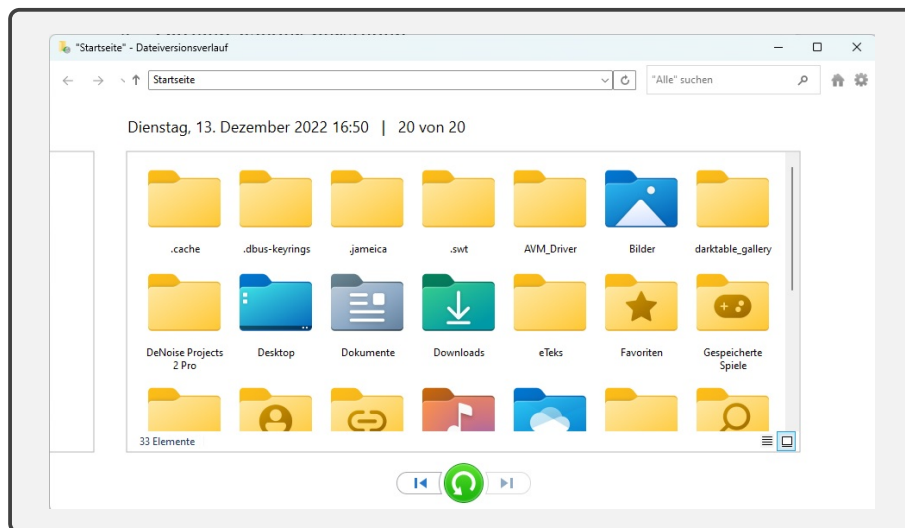 "Startseite" - Dateiversionsverlauf
Startseite
"Alle" suchen
Dienstag, 13. Dezember 2022 16:50 | 20 von 20
.cache
.dbus-keyrings
.jameica
.swt
AVM_Driver
Bilder
darktable_gallery
DeNoise Projects
2 Pro
Desktop
Dokumente
Downloads
eTeks
Favoriten
Gespeicherte
Spiele
33 Elemente